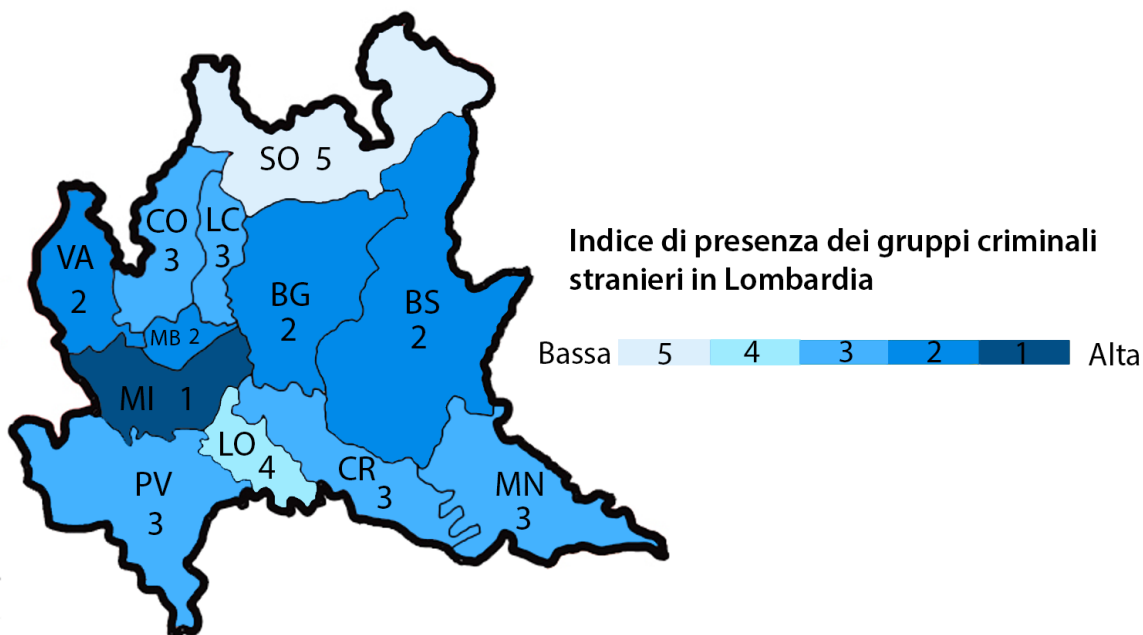 SO 5
CO
3
LC
3
VA
2
BG
2
BS
2
MB 2
MI 1
LO
4
PV
3
CR
3
MN
3
Indice di presenza dei gruppi criminali
stranieri in Lombardia
Bassa 5 4 3 2 1 Alta